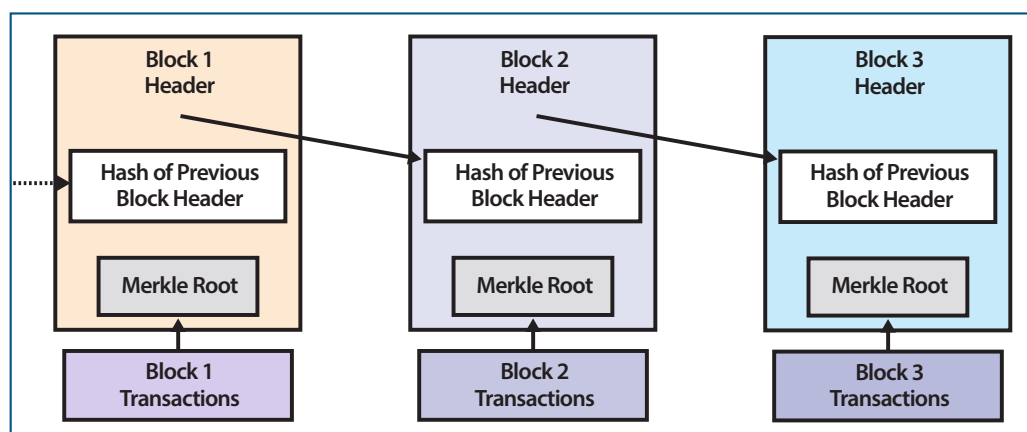 Block 1
Header
Hash of Previous
Block Header
Merkle Root
Block 1
Transactions
Block 2
Header
Hash of Previous
Block Header
Merkle Root
Block 2
Transactions
Block 3
Header
Hash of Previous
Block Header
Merkle Root
Block 3
Transactions